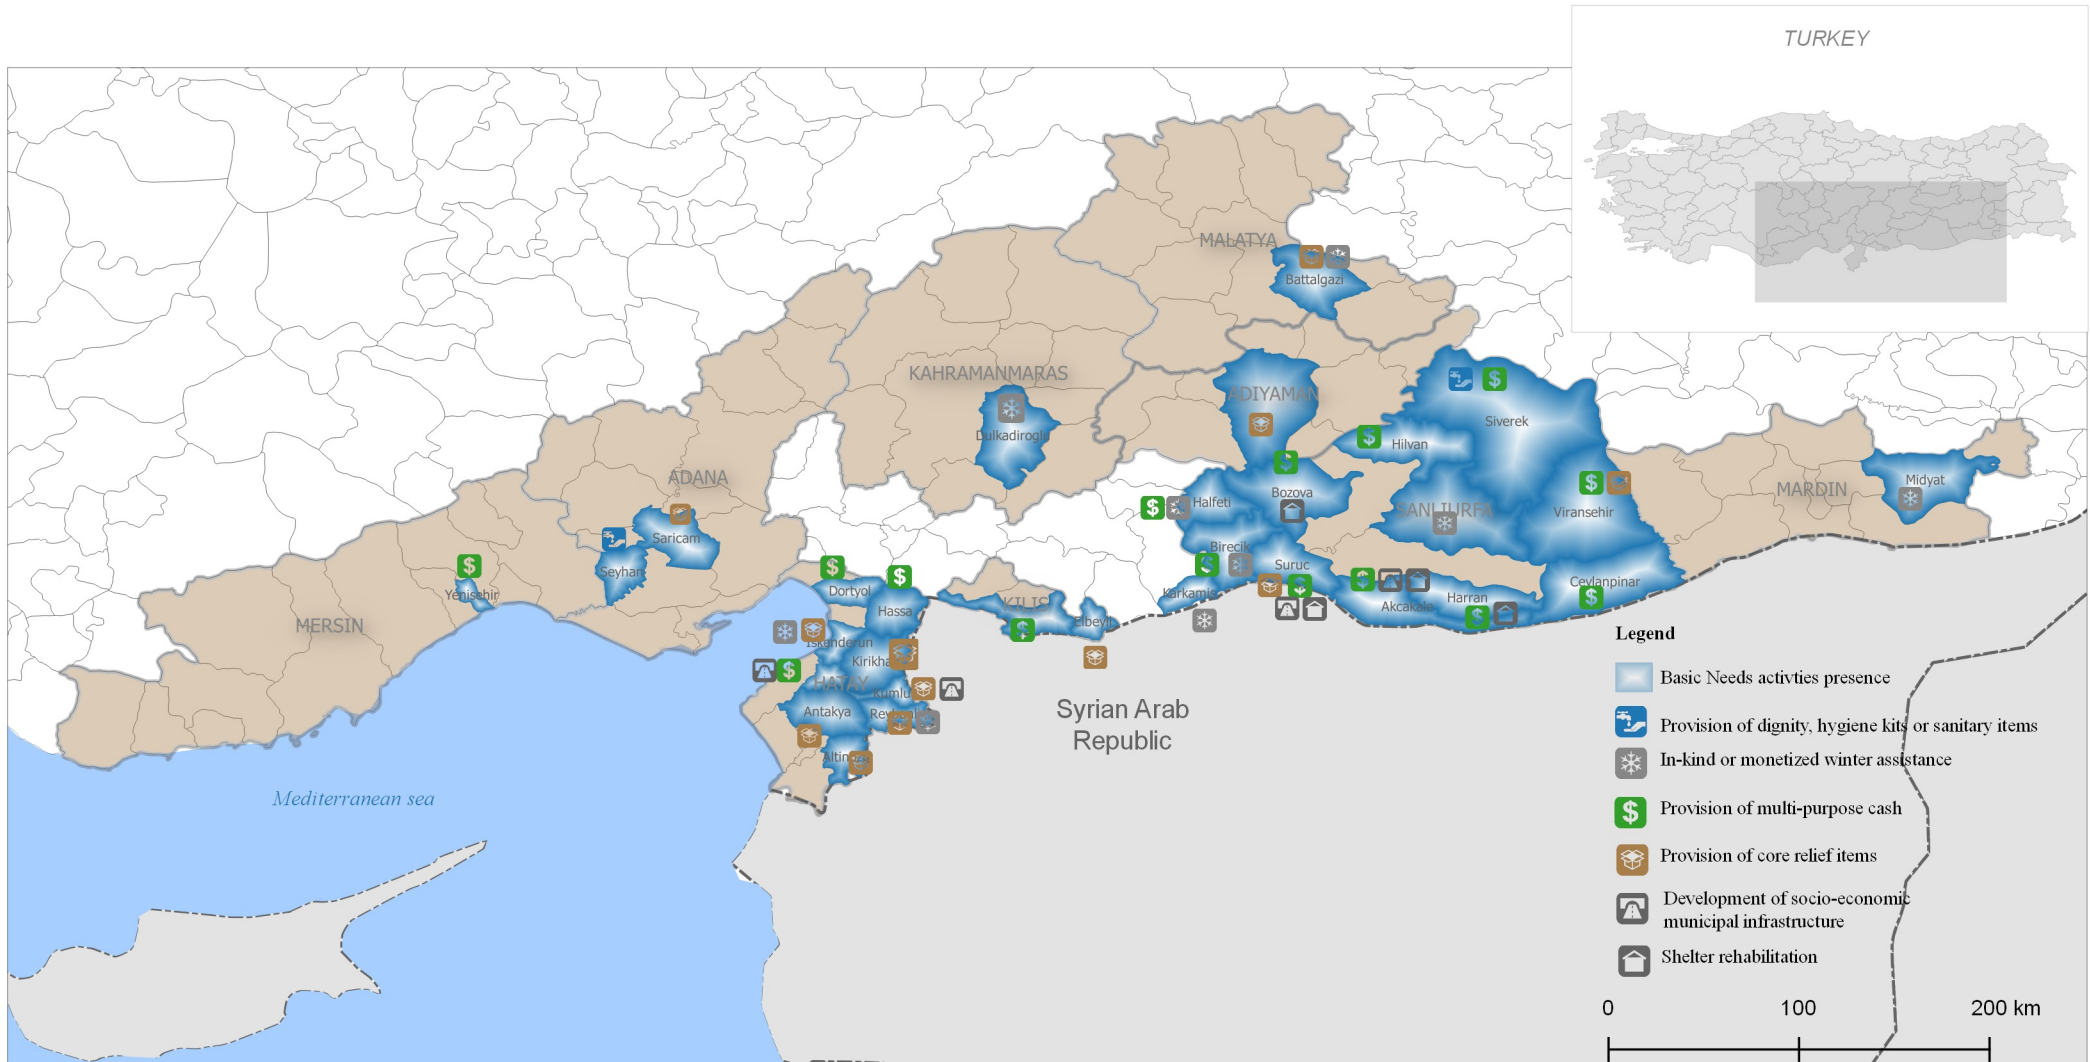 TURKEY
MALATYA
Battalgazi
KAHRAMANMARAS
Dulkadiroglu
ADIYAMAN
Siverek
Hilvan
ADANA
Saricam
Seyhan
Bozova
Halfeti
SANLIURFA
Viransehir
MARDIN
Midyat
Birecik
Suruc
Karkamis
Akcakale
Harran
Ceylanpinar
Yenisehir
MERSIN
Dortyol
Hassa
KILIS
Elbeyli
Iskenderun
Kirikha
HATAY
Kumlu
Antakya
Rey
Altinozu
Syrian Arab
Republic
Mediterranean sea
Legend
Basic Needs activties presence
Provision of dignity, hygiene kits or sanitary items
In-kind or monetized winter assistance
Provision of multi-purpose cash
Provision of core relief items
Development of socio-economic
municipal infrastructure
Shelter rehabilitation
0 100 200 km